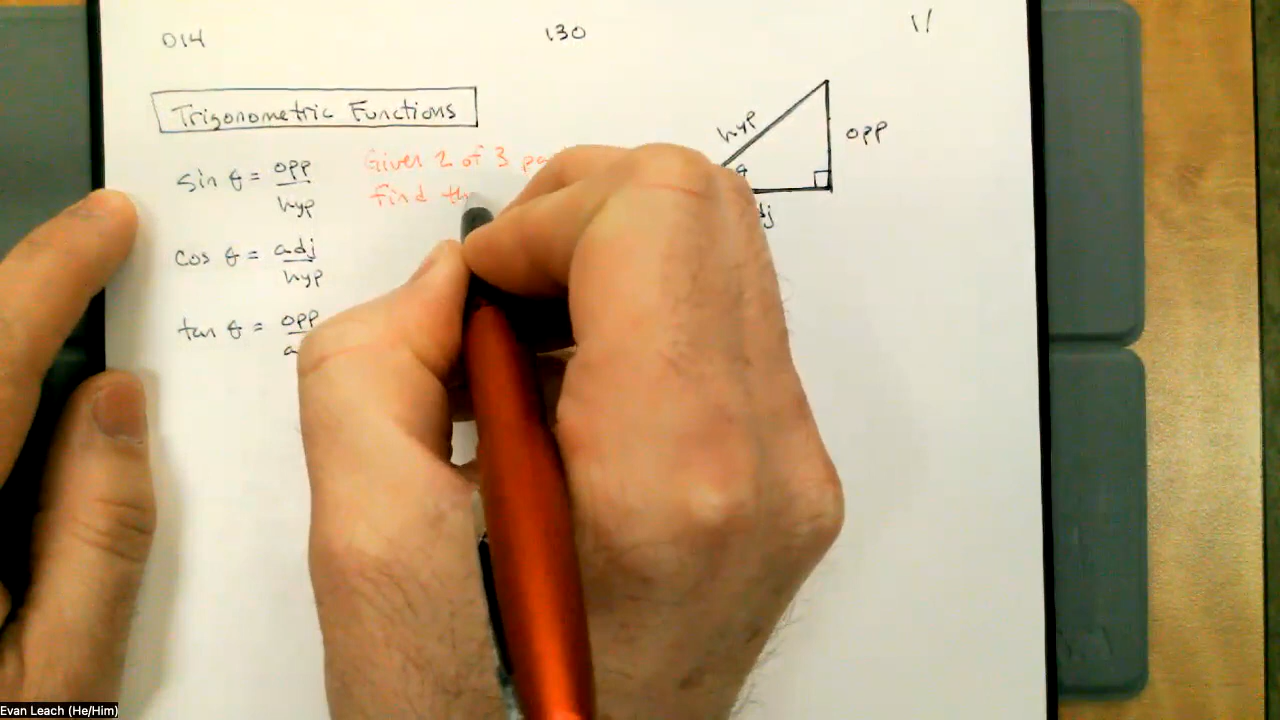 014
130
1/
Trigonometric Functions
sin θ = opp
hyp
cos θ = adj
hyp
tan θ = opp
Given 2 of 3
find
hyp
opp
θ
Evan Leach (He/Him)